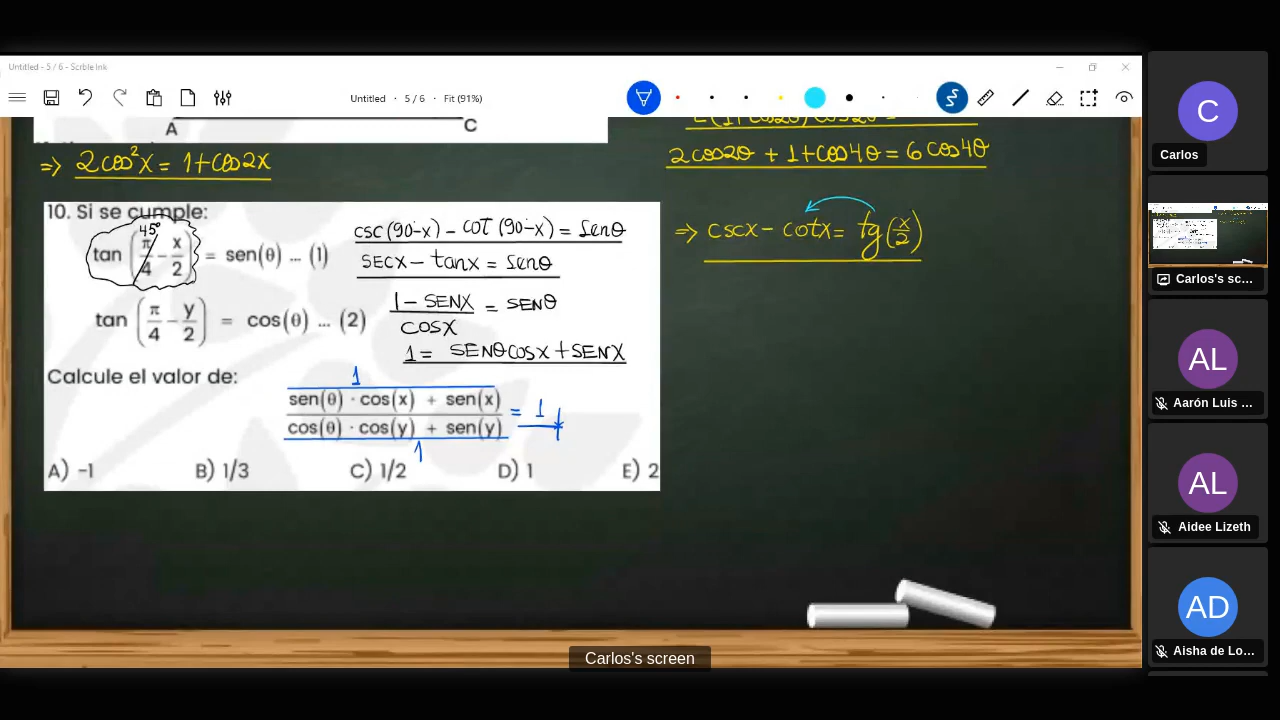 Untitled - 5 / 6 - Scrble Ink
Untitled · 5 / 6 · Fit (91%)
A C
=> 2cos²x = 1+cos2x
2cos2θ + 1+cos4θ = 6cos4θ
10. Si se cumple:
45°
tan (π/4 − x/2) = sen(θ) ... (1)
tan (π/4 − y/2) = cos(θ) ... (2)
csc(90-x) - cot(90-x) = senθ
secx - tanx = senθ
1 - senx / cosx = senθ
1 = senθcosx + senx
=> cscx - cotx = tg(x/2)
Calcule el valor de:
1
sen(θ) · cos(x) + sen(x)
cos(θ) · cos(y) + sen(y)
= 1
1
A) -1 B) 1/3 C) 1/2 D) 1 E) 2
Carlos's screen
C
Carlos
Carlos's sc...
AL
Aarón Luis ...
AL
Aidee Lizeth
AD
Aisha de Lo...